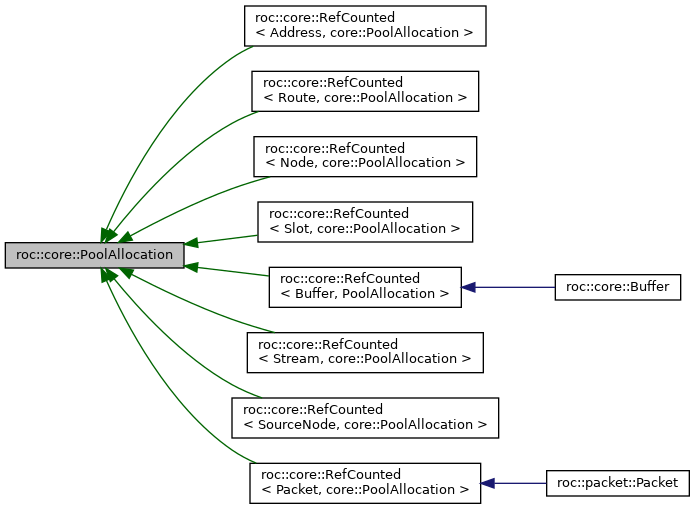 roc::core::RefCounted
< Address, core::PoolAllocation >
roc::core::RefCounted
< Route, core::PoolAllocation >
roc::core::RefCounted
< Node, core::PoolAllocation >
roc::core::RefCounted
< Slot, core::PoolAllocation >
roc::core::PoolAllocation
roc::core::RefCounted
< Buffer, PoolAllocation >
roc::core::Buffer
roc::core::RefCounted
< Stream, core::PoolAllocation >
roc::core::RefCounted
< SourceNode, core::PoolAllocation >
roc::core::RefCounted
< Packet, core::PoolAllocation >
roc::packet::Packet